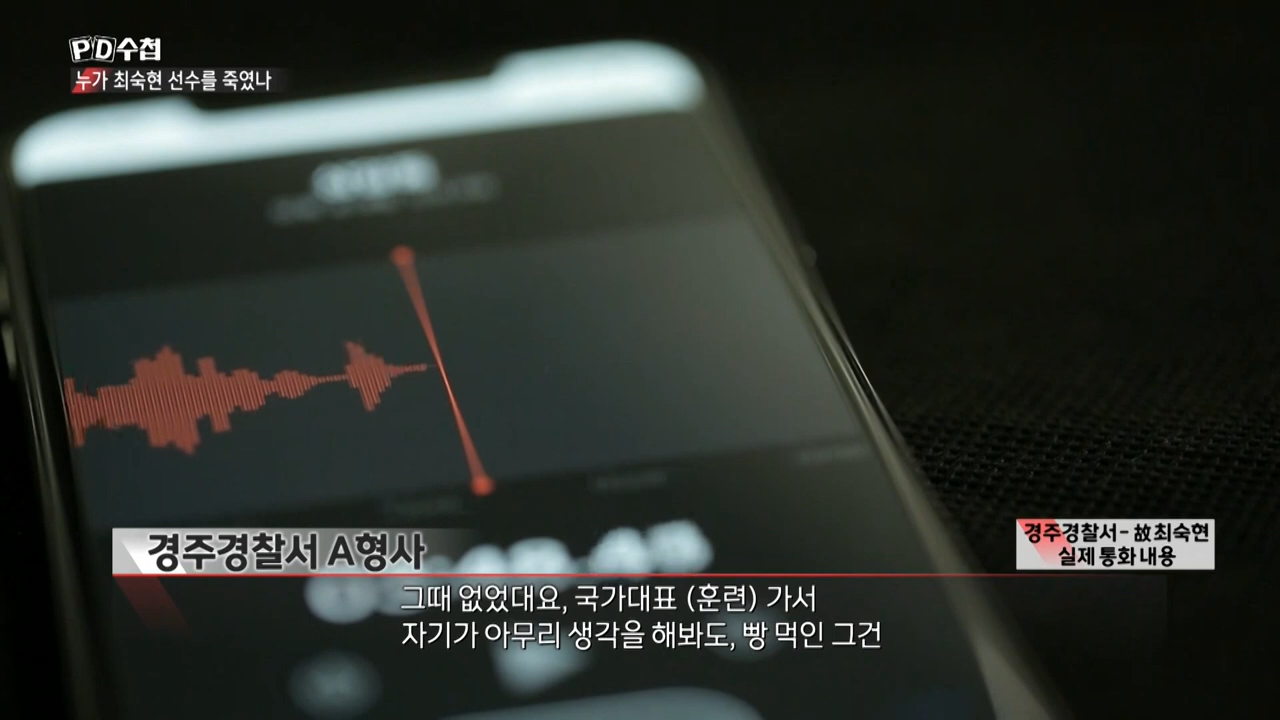 PD수첩
누가 최숙현 선수를 죽였나
경주경찰서 A형사
경주경찰서 - 故 최숙현
실제 통화 내용
그때 없었대요, 국가대표 (훈련) 가서
자기가 아무리 생각을 해봐도, 빵 먹인 그건